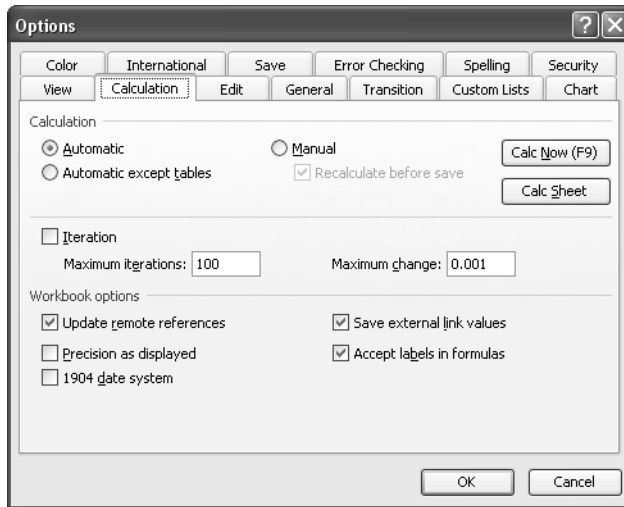 Options
Color International Save Error Checking Spelling Security
View Calculation Edit General Transition Custom Lists Chart
Calculation
Automatic Manual Calc Now (F9)
Automatic except tables Recalculate before save
Calc Sheet
Iteration
Maximum iterations: 100 Maximum change: 0.001
Workbook options
Update remote references Save external link values
Precision as displayed Accept labels in formulas
1904 date system
OK Cancel